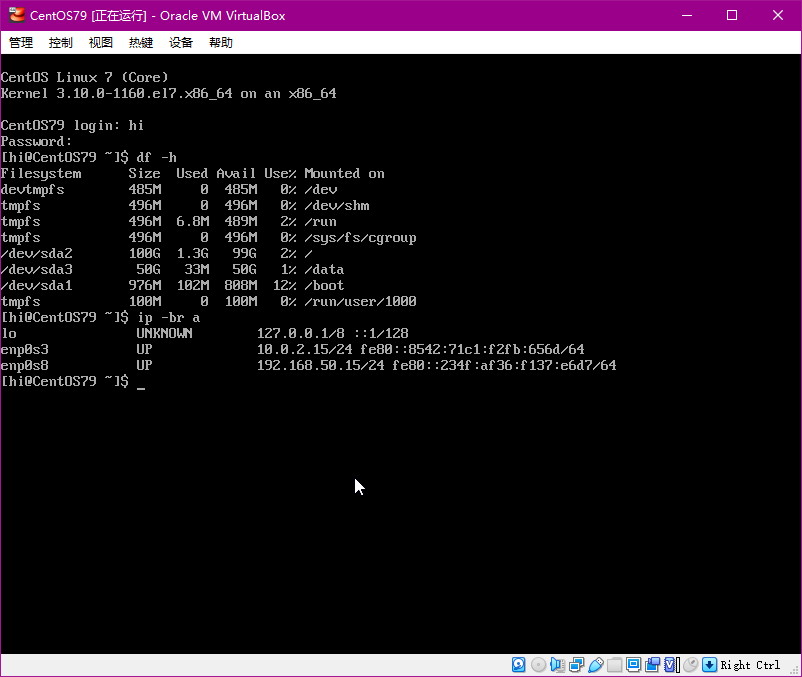 CentOS79 [正在运行] - Oracle VM VirtualBox
管理 控制 视图 热键 设备 帮助
CentOS Linux 7 (Core)
Kernel 3.10.0-1160.el7.x86_64 on an x86_64
CentOS79 login: hi
Password:
[hi@CentOS79 ~]$ df -h
Filesystem      Size  Used Avail Use% Mounted on
devtmpfs        485M     0  485M   0% /dev
tmpfs           496M     0  496M   0% /dev/shm
tmpfs           496M  6.8M  489M   2% /run
tmpfs           496M     0  496M   0% /sys/fs/cgroup
/dev/sda2       100G  1.3G   99G   2% /
/dev/sda3        50G   33M   50G   1% /data
/dev/sda1       976M  102M  808M  12% /boot
tmpfs           100M     0  100M   0% /run/user/1000
[hi@CentOS79 ~]$ ip -br a
lo               UNKNOWN        127.0.0.1/8 ::1/128
enp0s3           UP             10.0.2.15/24 fe80::8542:71c1:f2fb:656d/64
enp0s8           UP             192.168.50.15/24 fe80::234f:af36:f137:e6d7/64
[hi@CentOS79 ~]$ _
Right Ctrl